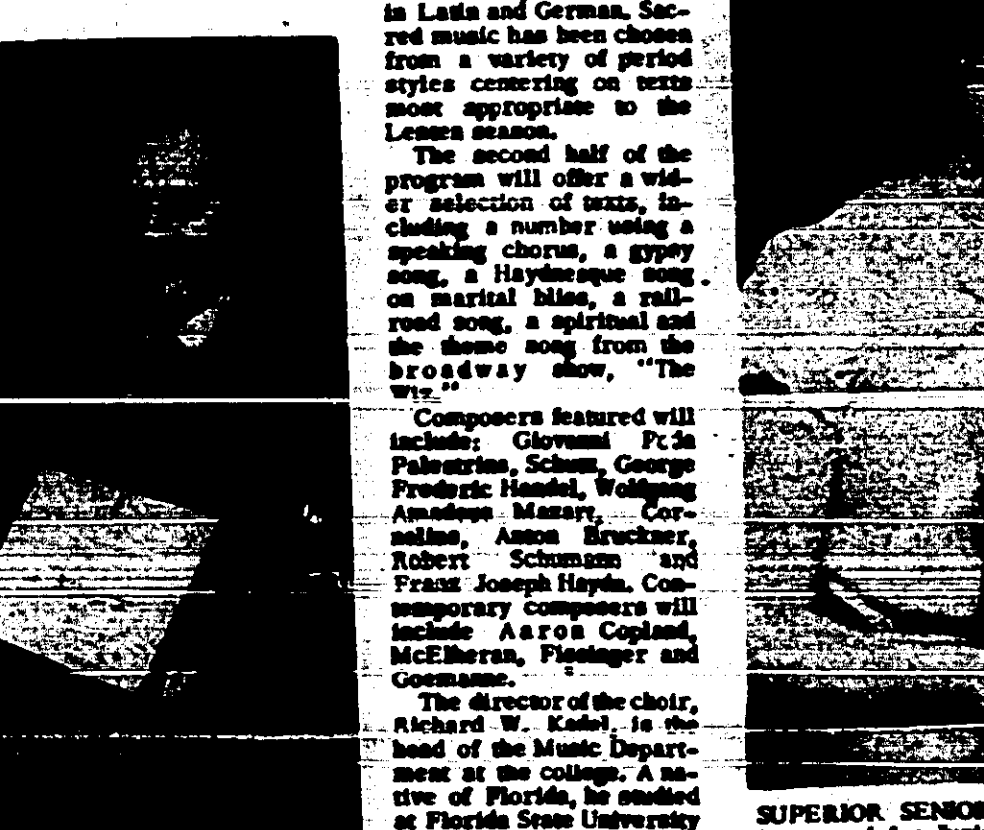 in Latin and German. Sac-
red music has been chosen
from a variety of period
styles centering on texts
most appropriate to the
Lenten season.
The second half of the
program will offer a wid-
er selection of texts, in-
cluding a number using a
speaking chorus, a gypsy
song, a Haydnesque song
on marital bliss, a rail-
road song, a spiritual and
the theme song from the
broadway show, "The
Wiz."
Composers featured will
include: Giovanni
Palestrina, Schutz, George
Frederic Handel, Wolfgang
Amadeus Mozart, Cor-
nelius, Anton Bruckner,
Robert Schumann and
Franz Joseph Haydn. Con-
temporary composers will
include Aaron Copland,
McElheran, Fissinger and
Goemanne.
The director of the choir,
Richard W. Kadel, is the
head of the Music Depart-
ment at the college. A na-
tive of Florida, he studied
at Florida State University
SUPERIOR SENIOR